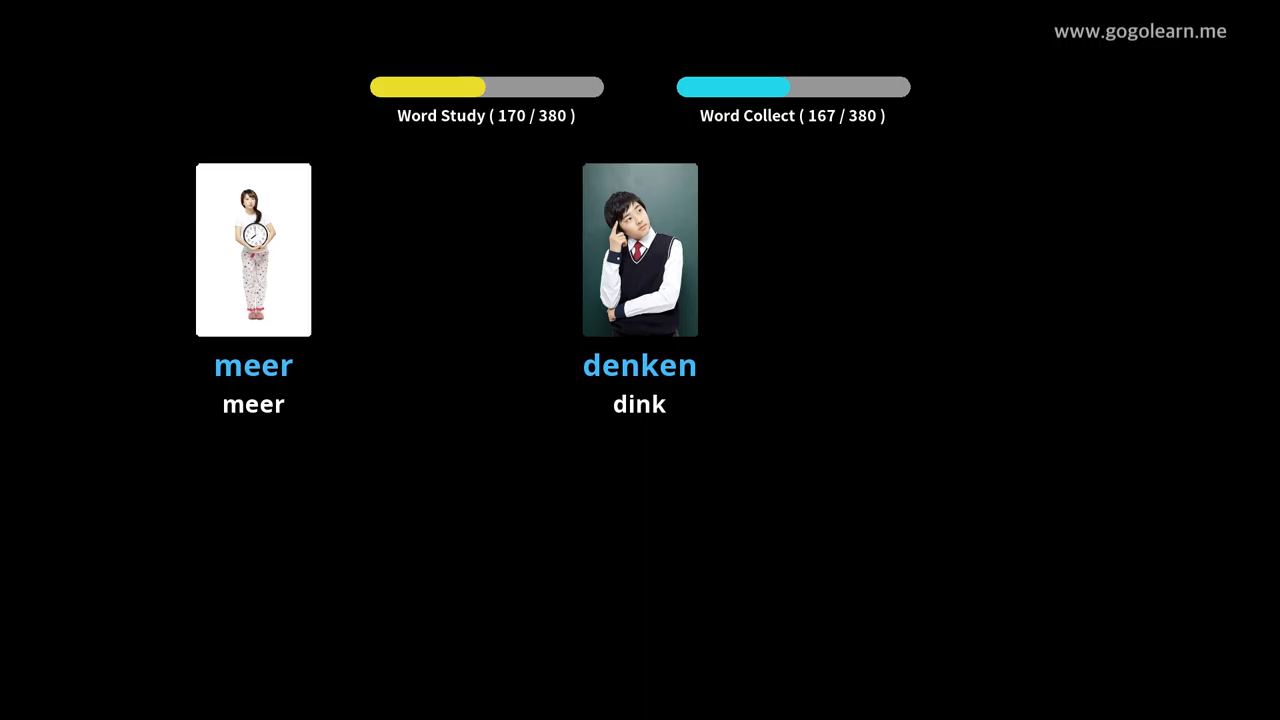 www.gogolearn.me
Word Study ( 170 / 380 )
Word Collect ( 167 / 380 )
meer
meer
denken
dink